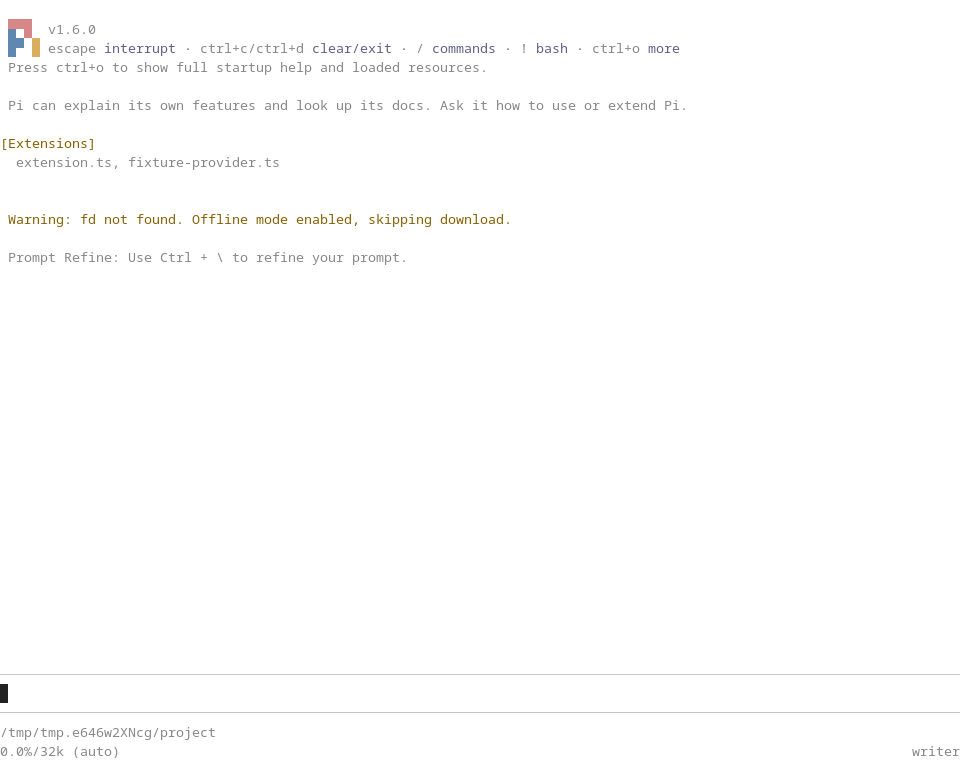 v1.6.0
escape interrupt · ctrl+c/ctrl+d clear/exit · / commands · ! bash · ctrl+o more
Press ctrl+o to show full startup help and loaded resources.
Pi can explain its own features and look up its docs. Ask it how to use or extend Pi.
[Extensions]
extension.ts, fixture-provider.ts
Warning: fd not found. Offline mode enabled, skipping download.
Prompt Refine: Use Ctrl + \ to refine your prompt.
/tmp/tmp.e646w2XNcg/project
0.0%/32k (auto) writer